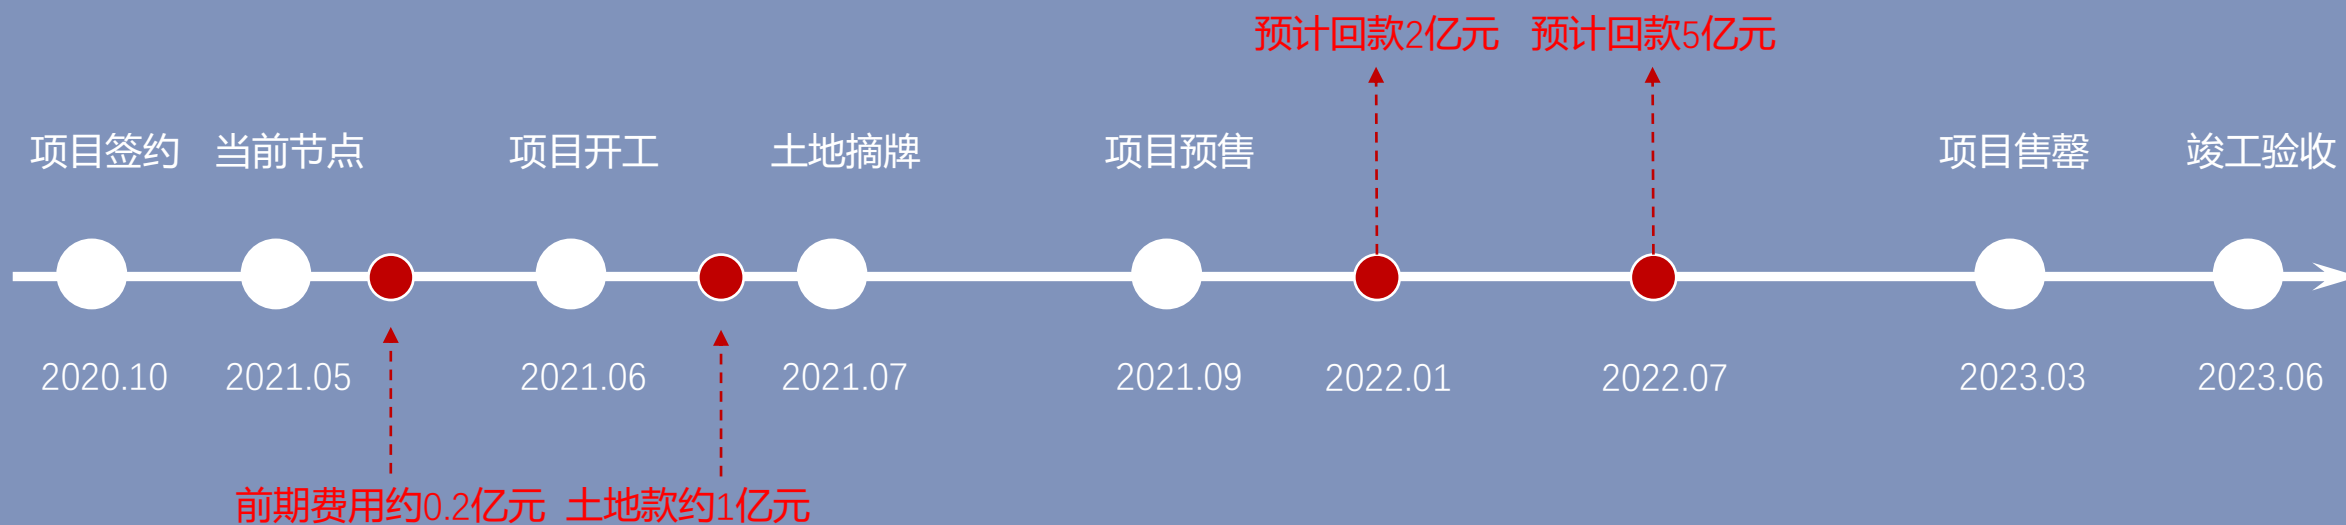 预计回款2亿元 预计回款5亿元
项目签约 当前节点 项目开工 土地摘牌 项目预售 项目售罄 竣工验收
2020.10 2021.05 2021.06 2021.07 2021.09 2022.01 2022.07 2023.03 2023.06
前期费用约0.2亿元 土地款约1亿元